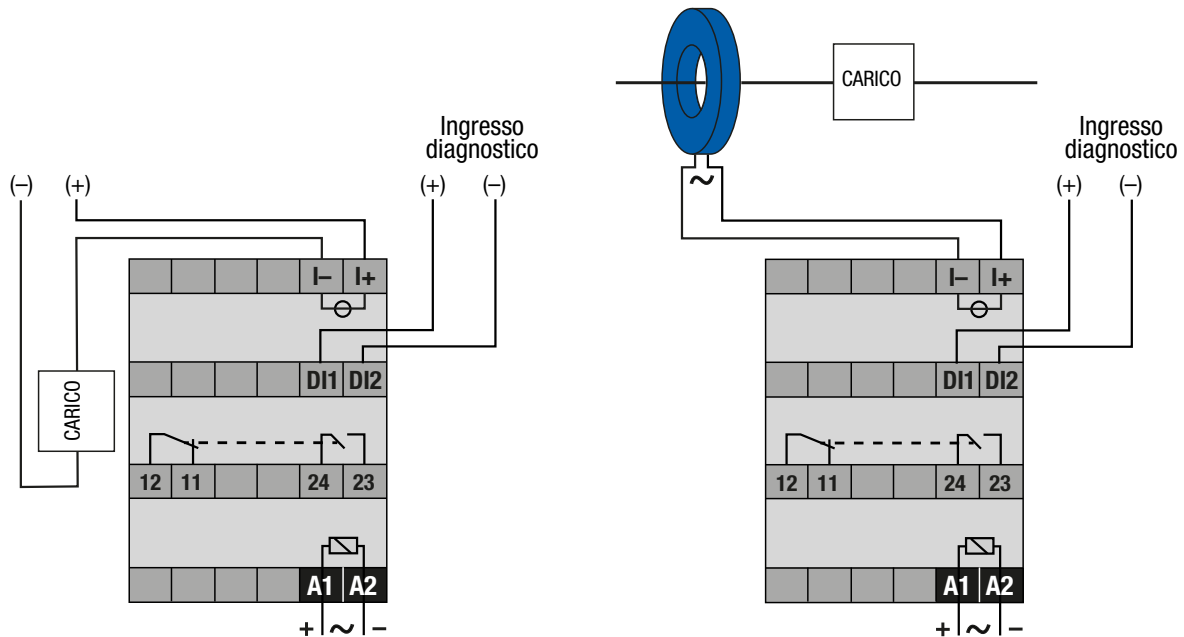 Ingresso
diagnostico
(–) (+) (+) (–)
I– I+
DI1 DI2
CARICO
12 11 24 23
A1 A2
+ ~ –
CARICO
Ingresso
diagnostico
~
(+) (–)
I– I+
DI1 DI2
12 11 24 23
A1 A2
+ ~ –